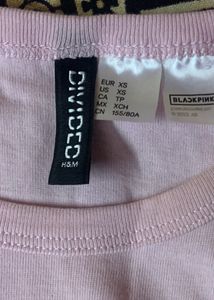 DIVIDED
H&M
EUR XS
US XS
CA TP
MX XCH
CN 155/80A
BLACKPINK